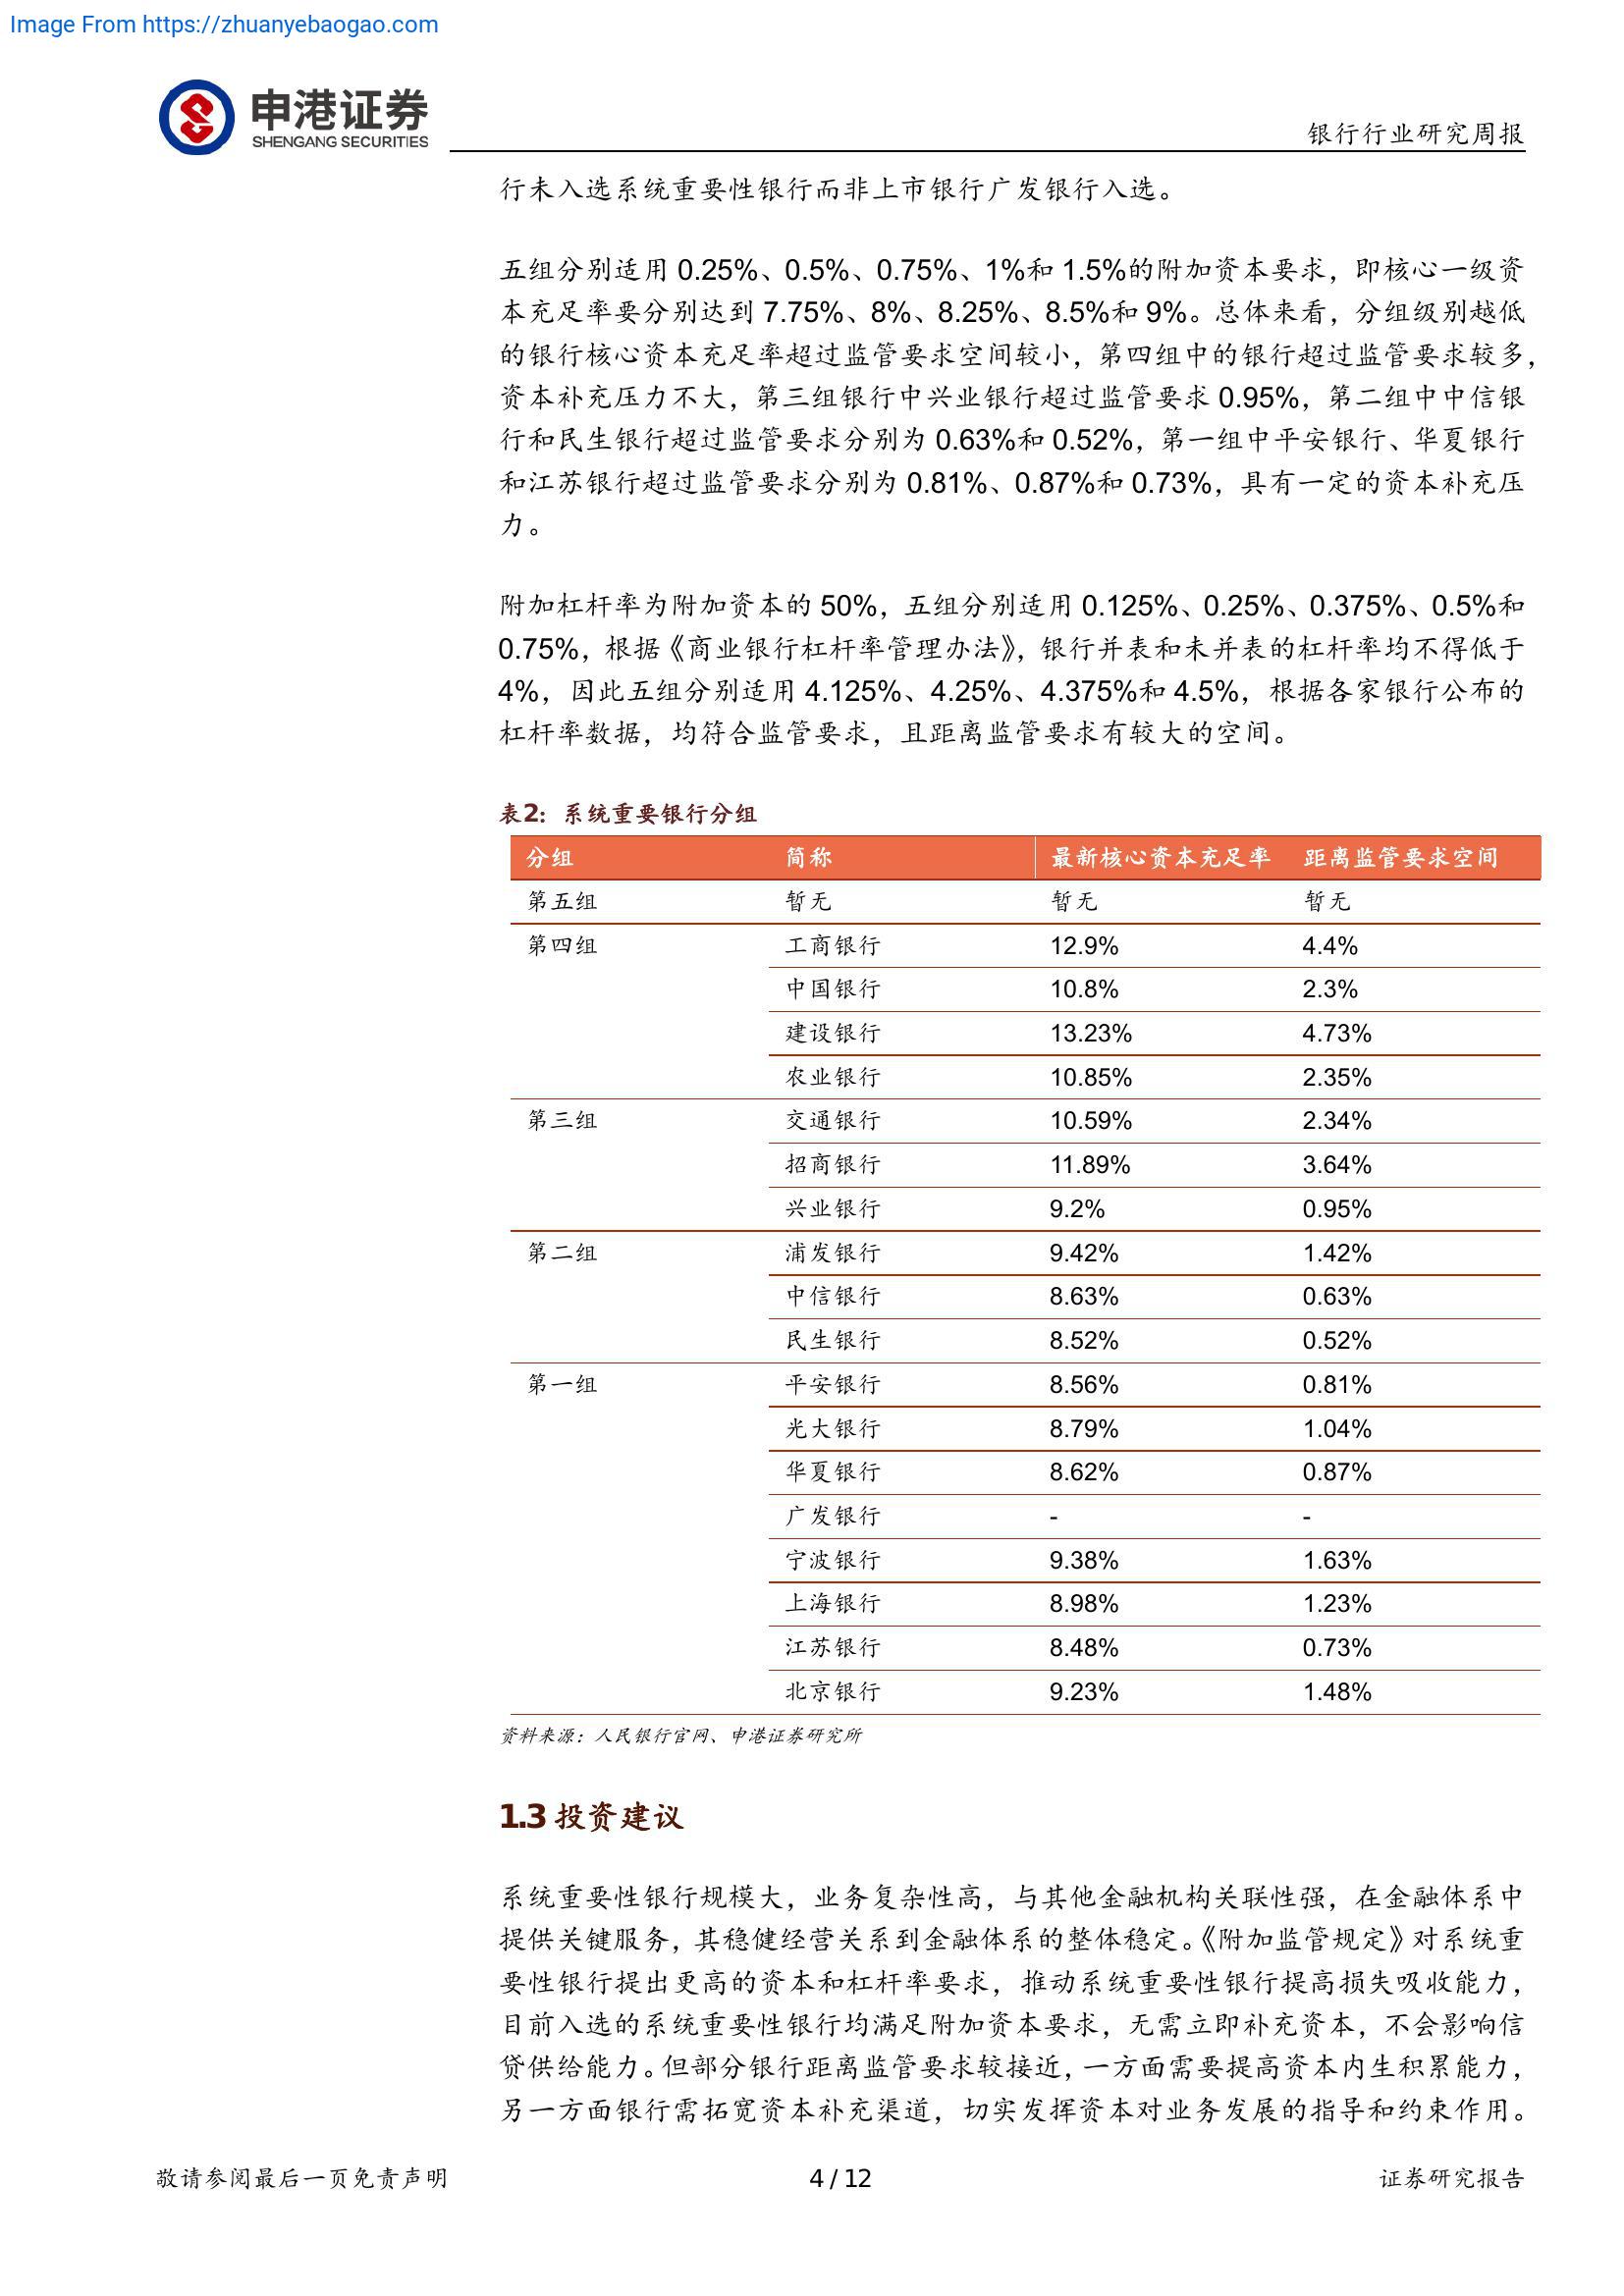 Image From https://zhuanyebaogao.com
申港证券
SHENGANG SECURITIES
银行行业研究周报
行未入选系统重要性银行而非上市银行广发银行入选。
五组分别适用 0.25%、0.5%、0.75%、1%和 1.5%的附加资本要求，即核心一级资
本充足率要分别达到 7.75%、8%、8.25%、8.5%和 9%。总体来看，分组级别越低
的银行核心资本充足率超过监管要求空间较小，第四组中的银行超过监管要求较多，
资本补充压力不大，第三组银行中兴业银行超过监管要求 0.95%，第二组中中信银
行和民生银行超过监管要求分别为 0.63%和 0.52%，第一组中平安银行、华夏银行
和江苏银行超过监管要求分别为 0.81%、0.87%和 0.73%，具有一定的资本补充压
力。
附加杠杆率为附加资本的 50%，五组分别适用 0.125%、0.25%、0.375%、0.5%和
0.75%，根据《商业银行杠杆率管理办法》，银行并表和未并表的杠杆率均不得低于
4%，因此五组分别适用 4.125%、4.25%、4.375%和 4.5%，根据各家银行公布的
杠杆率数据，均符合监管要求，且距离监管要求有较大的空间。
表2：系统重要银行分组
分组 简称 最新核心资本充足率 距离监管要求空间
第五组 暂无 暂无 暂无
第四组 工商银行 12.9% 4.4%
中国银行 10.8% 2.3%
建设银行 13.23% 4.73%
农业银行 10.85% 2.35%
第三组 交通银行 10.59% 2.34%
招商银行 11.89% 3.64%
兴业银行 9.2% 0.95%
第二组 浦发银行 9.42% 1.42%
中信银行 8.63% 0.63%
民生银行 8.52% 0.52%
第一组 平安银行 8.56% 0.81%
光大银行 8.79% 1.04%
华夏银行 8.62% 0.87%
广发银行 - -
宁波银行 9.38% 1.63%
上海银行 8.98% 1.23%
江苏银行 8.48% 0.73%
北京银行 9.23% 1.48%
资料来源：人民银行官网、申港证券研究所
1.3 投资建议
系统重要性银行规模大，业务复杂性高，与其他金融机构关联性强，在金融体系中
提供关键服务，其稳健经营关系到金融体系的整体稳定。《附加监管规定》对系统重
要性银行提出更高的资本和杠杆率要求，推动系统重要性银行提高损失吸收能力，
目前入选的系统重要性银行均满足附加资本要求，无需立即补充资本，不会影响信
贷供给能力。但部分银行距离监管要求较接近，一方面需要提高资本内生积累能力，
另一方面银行需拓宽资本补充渠道，切实发挥资本对业务发展的指导和约束作用。
敬请参阅最后一页免责声明
4 / 12
证券研究报告